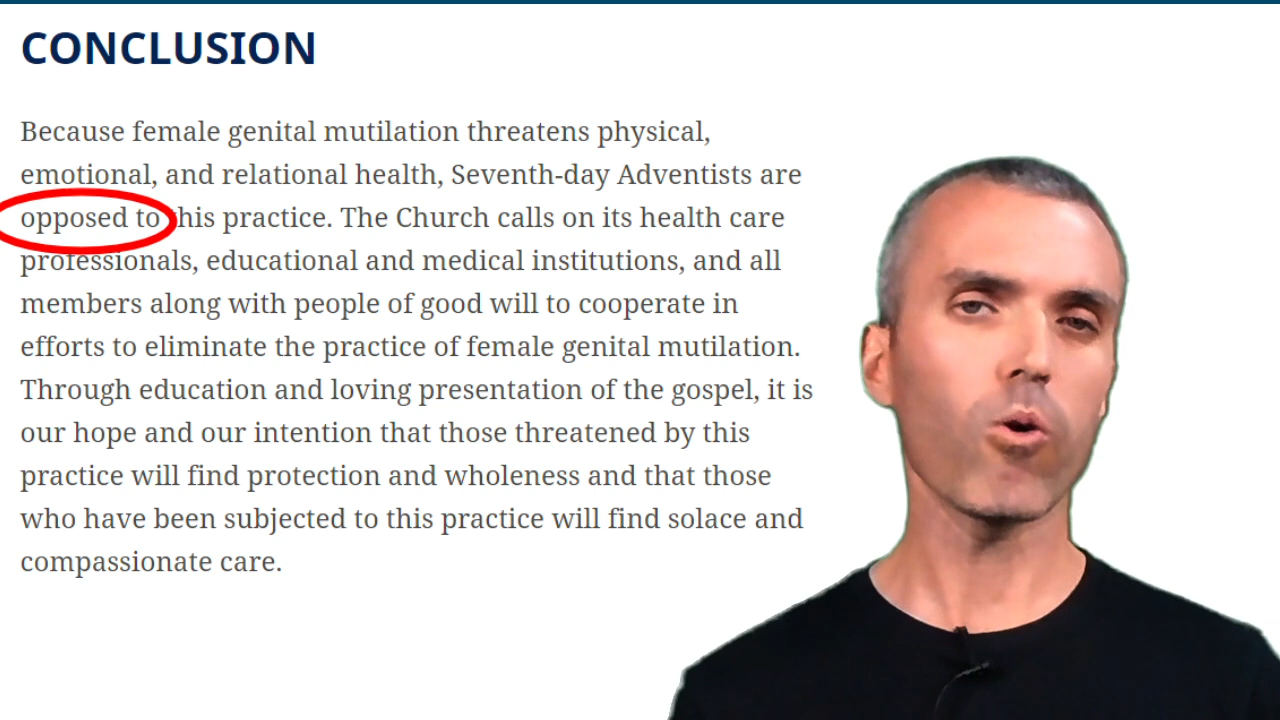 CONCLUSION
Because female genital mutilation threatens physical,
emotional, and relational health, Seventh-day Adventists are
opposed to this practice. The Church calls on its health care
professionals, educational and medical institutions, and all
members along with people of good will to cooperate in
efforts to eliminate the practice of female genital mutilation.
Through education and loving presentation of the gospel, it is
our hope and our intention that those threatened by this
practice will find protection and wholeness and that those
who have been subjected to this practice will find solace and
compassionate care.